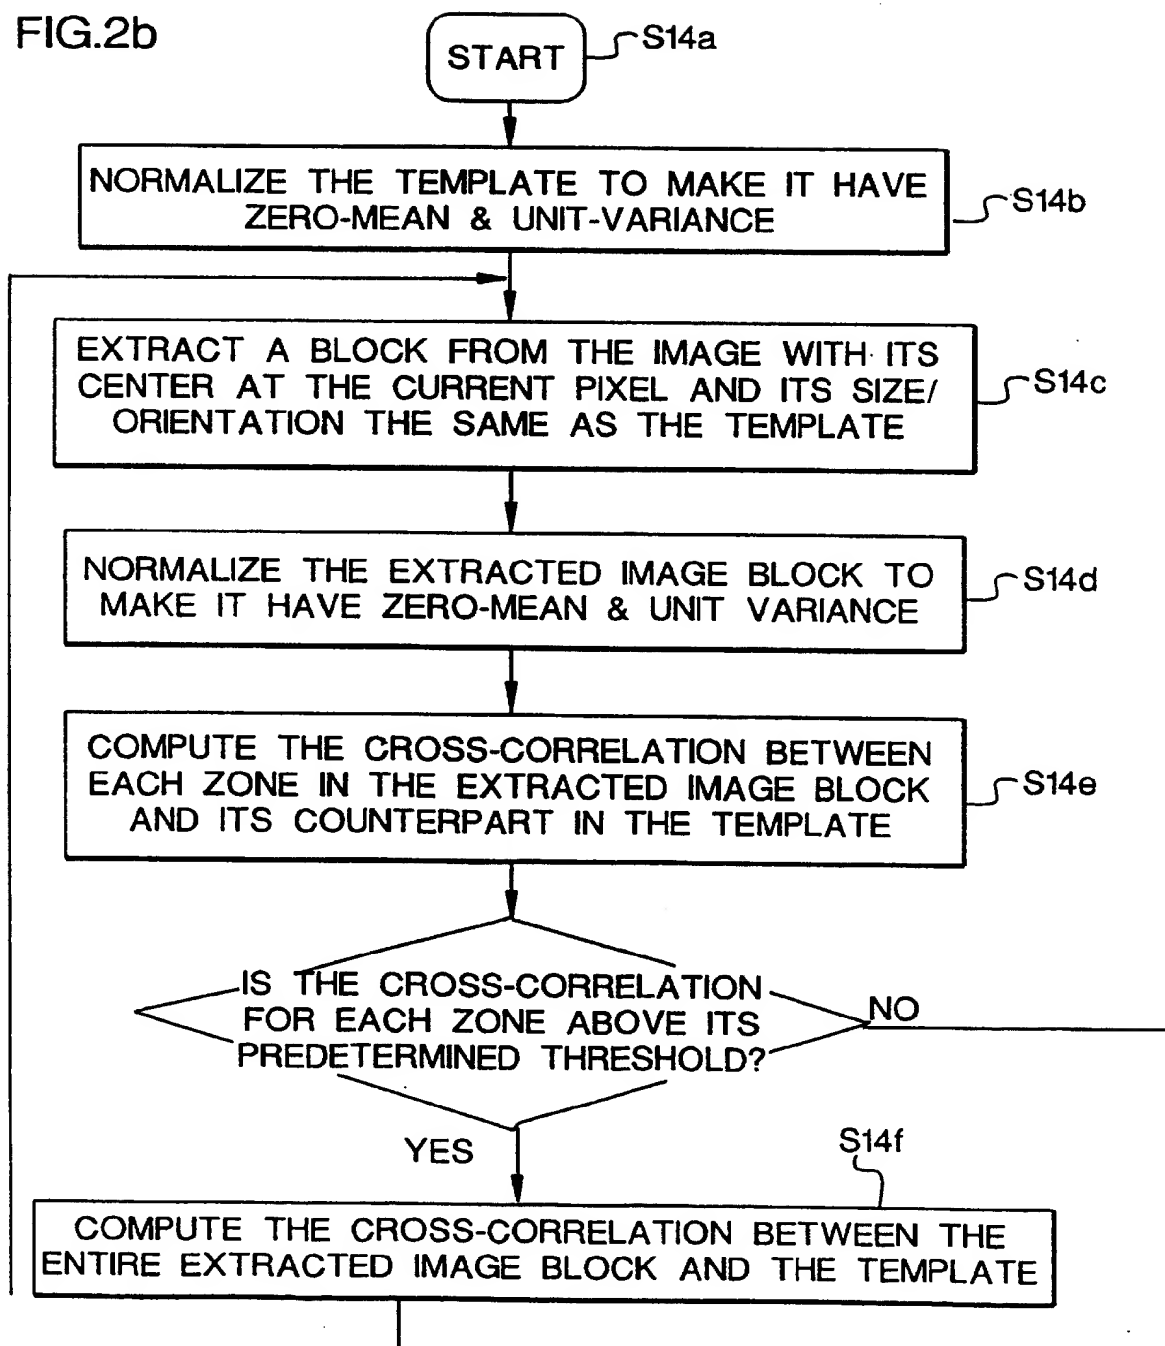 FIG.2b
START
S14a
NORMALIZE THE TEMPLATE TO MAKE IT HAVE
ZERO-MEAN & UNIT-VARIANCE
S14b
EXTRACT A BLOCK FROM THE IMAGE WITH ITS
CENTER AT THE CURRENT PIXEL AND ITS SIZE/
ORIENTATION THE SAME AS THE TEMPLATE
S14c
NORMALIZE THE EXTRACTED IMAGE BLOCK TO
MAKE IT HAVE ZERO-MEAN & UNIT VARIANCE
S14d
COMPUTE THE CROSS-CORRELATION BETWEEN
EACH ZONE IN THE EXTRACTED IMAGE BLOCK
AND ITS COUNTERPART IN THE TEMPLATE
S14e
IS THE CROSS-CORRELATION
FOR EACH ZONE ABOVE ITS
PREDETERMINED THRESHOLD?
NO
YES
S14f
COMPUTE THE CROSS-CORRELATION BETWEEN THE
ENTIRE EXTRACTED IMAGE BLOCK AND THE TEMPLATE